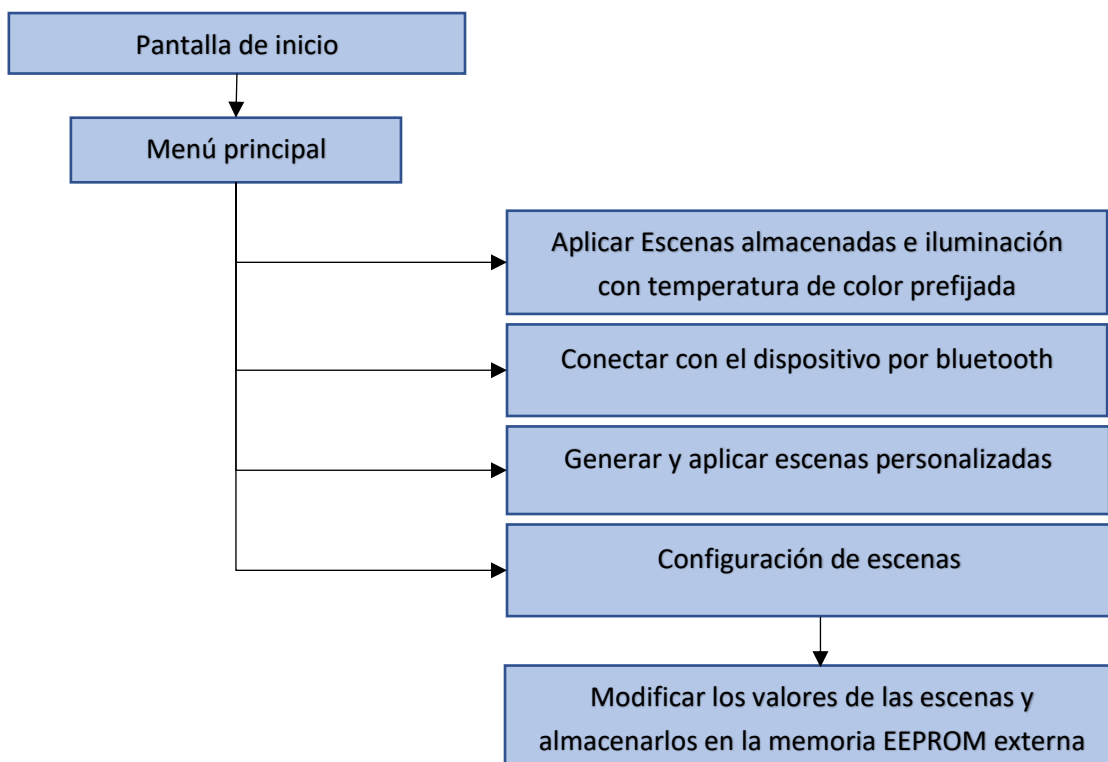 Pantalla de inicio
Menú principal
Aplicar Escenas almacenadas e iluminación
con temperatura de color prefijada
Conectar con el dispositivo por bluetooth
Generar y aplicar escenas personalizadas
Configuración de escenas
Modificar los valores de las escenas y
almacenarlos en la memoria EEPROM externa